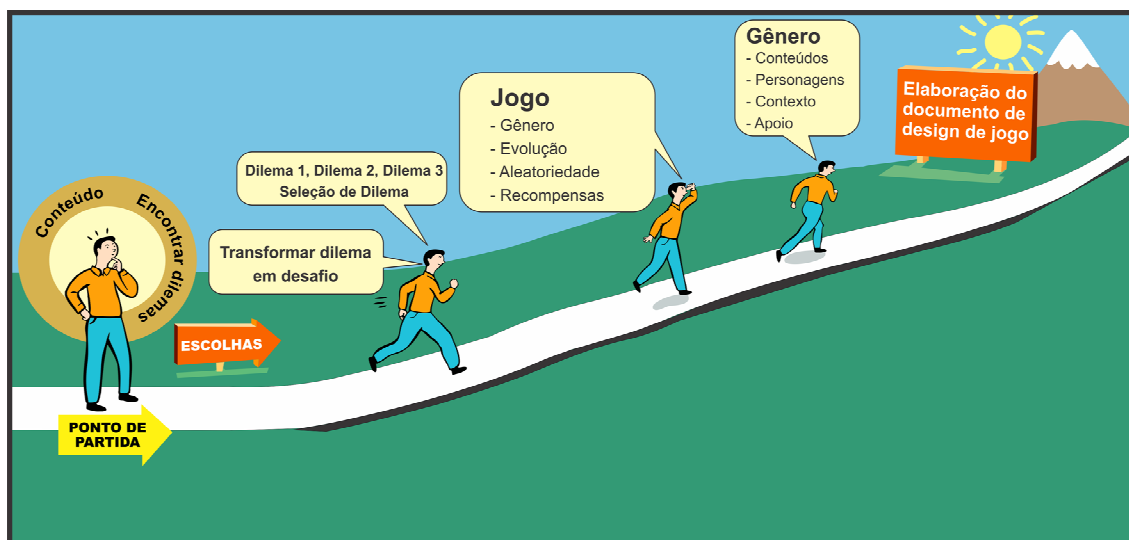 Conteúdo
Encontrar dilemas
PONTO DE
PARTIDA
ESCOLHAS
Transformar dilema
em desafio
Dilema 1, Dilema 2, Dilema 3
Seleção de Dilema
Jogo
- Gênero
- Evolução
- Aleatoriedade
- Recompensas
Gênero
- Conteúdos
- Personagens
- Contexto
- Apoio
Elaboração do
documento de
design de jogo